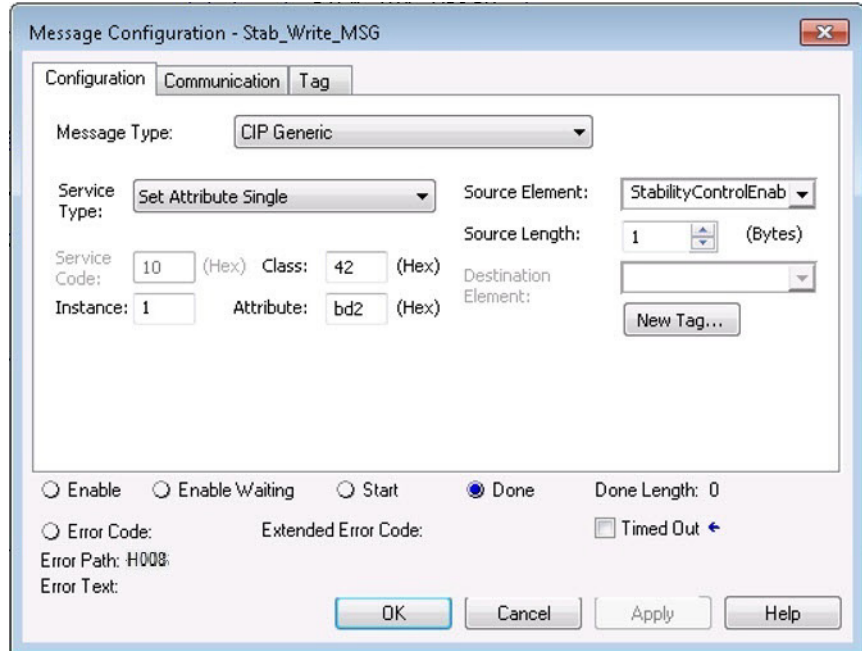 Message Configuration - Stab_Write_MSG
Configuration Communication Tag
Message Type: CIP Generic
Service Type: Set Attribute Single
Source Element: StabilityControlEnab
Source Length: 1 (Bytes)
Service Code: 10 (Hex) Class: 42 (Hex)
Destination Element:
Instance: 1 Attribute: bd2 (Hex)
New Tag...
Enable Enable Waiting Start Done Done Length: 0
Error Code: Extended Error Code: Timed Out
Error Path: H008
Error Text:
OK Cancel Apply Help